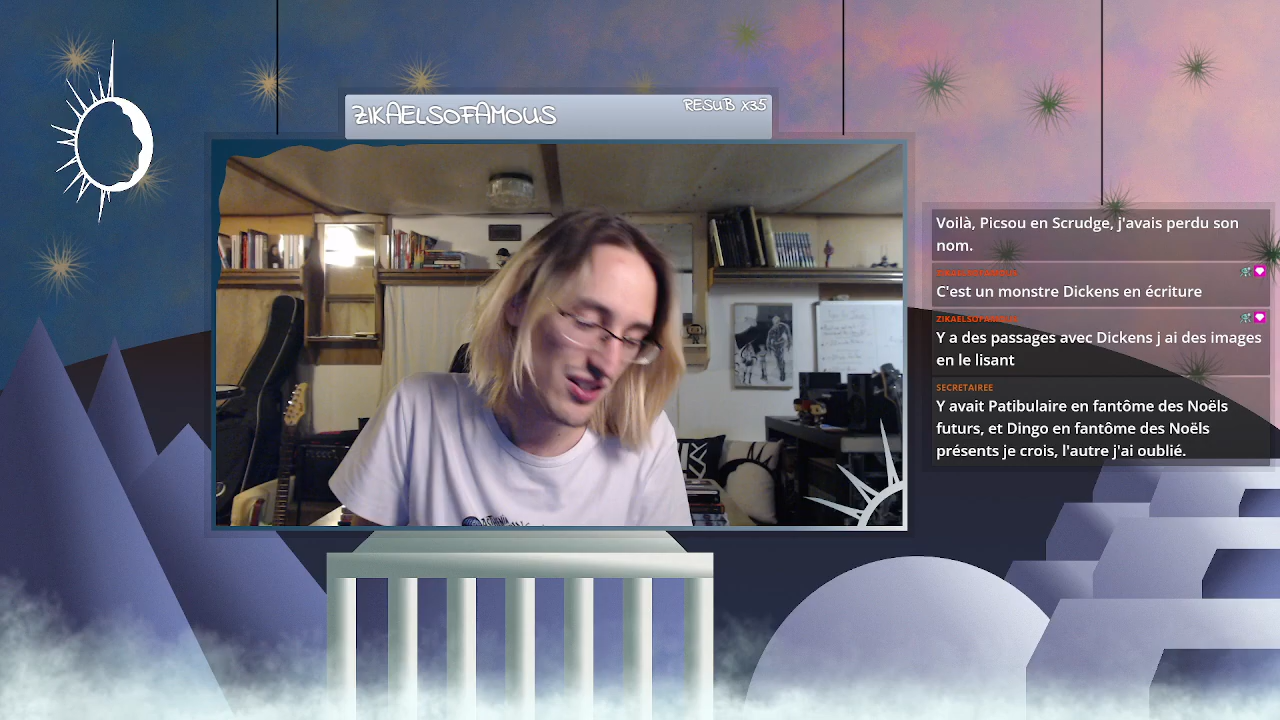 ZIKAELSOFAMOUS
RESUB X35
Voilà, Picsou en Scrudge, j'avais perdu son
nom.
C'est un monstre Dickens en écriture
ZIKAELSOFAMOUS
Y a des passages avec Dickens j ai des images
en le lisant
SECRETAIREE
Y avait Patibulaire en fantôme des Noëls
futurs, et Dingo en fantôme des Noëls
présents je crois, l'autre j'ai oublié.